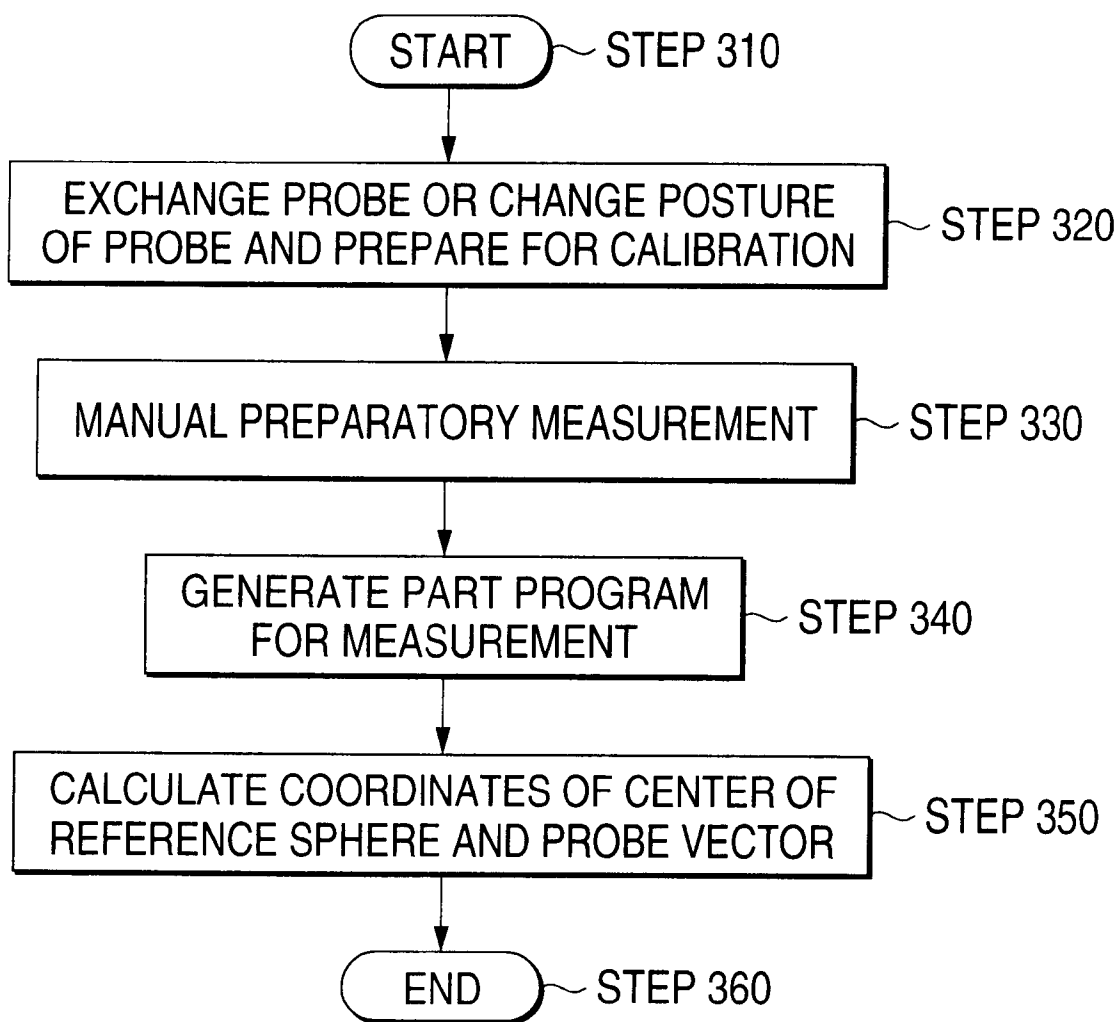 START
STEP 310
EXCHANGE PROBE OR CHANGE POSTURE
OF PROBE AND PREPARE FOR CALIBRATION
STEP 320
MANUAL PREPARATORY MEASUREMENT
STEP 330
GENERATE PART PROGRAM
FOR MEASUREMENT
STEP 340
CALCULATE COORDINATES OF CENTER OF
REFERENCE SPHERE AND PROBE VECTOR
STEP 350
END
STEP 360